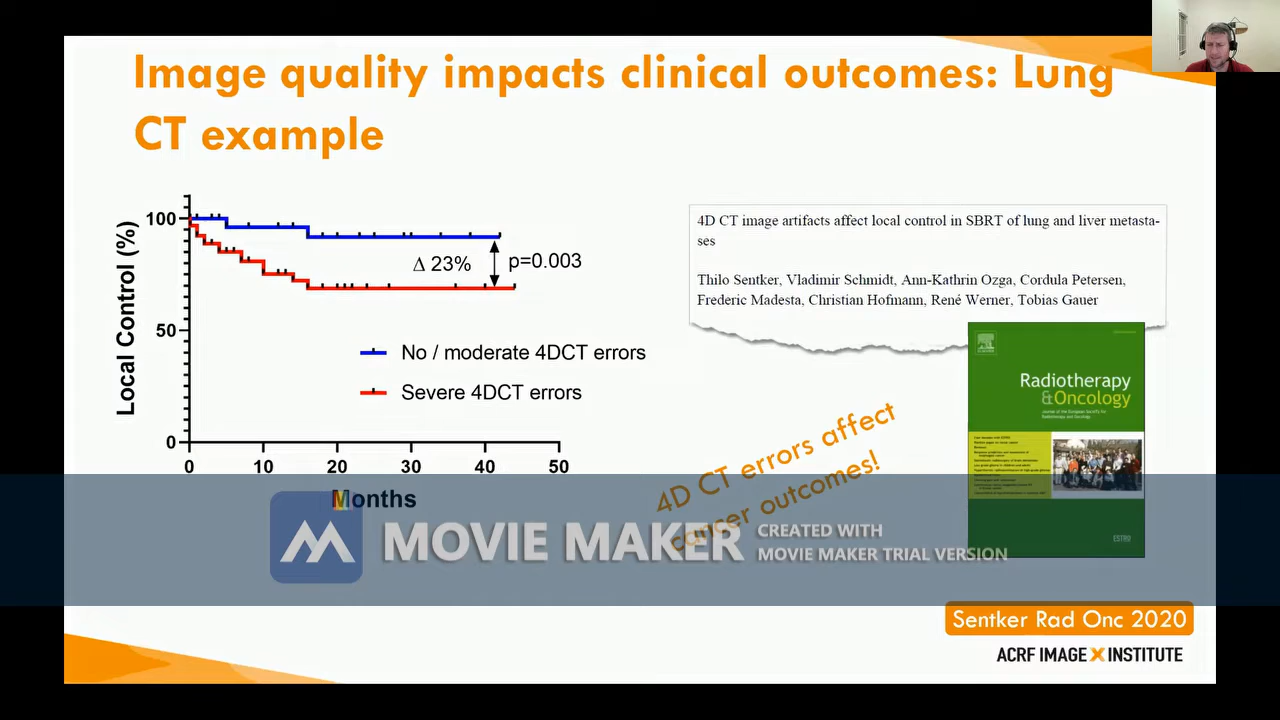 Image quality impacts clinical outcomes: Lung
CT example
Local Control (%)
100
50
0
0 10 20 30 40 50
Months
Δ 23%
p=0.003
No / moderate 4DCT errors
Severe 4DCT errors
4D CT image artifacts affect local control in SBRT of lung and liver metasta-
ses
Thilo Sentker, Vladimir Schmidt, Ann-Kathrin Ozga, Cordula Petersen,
Frederic Madesta, Christian Hofmann, René Werner, Tobias Gauer
Radiotherapy
&Oncology
ESTRO
4D CT errors affect
cancer outcomes!
MOVIE MAKER
CREATED WITH
MOVIE MAKER TRIAL VERSION
Sentker Rad Onc 2020
ACRF IMAGE X INSTITUTE